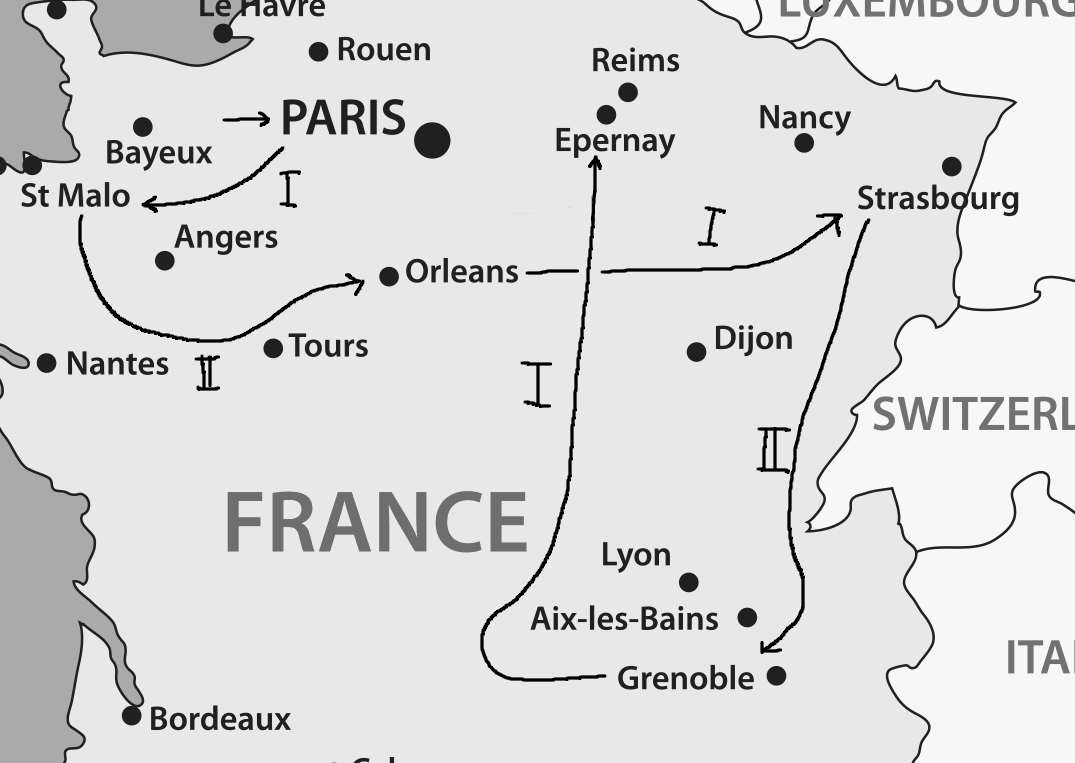 Le Havre
LUXEMBOURG
Rouen
Reims
PARIS
Nancy
Epernay
Bayeux
I
St Malo
Strasbourg
I
Angers
Orleans
Dijon
Tours
Nantes
II
I
SWITZERL
II
FRANCE
Lyon
Aix-les-Bains
ITA
Grenoble
Bordeaux